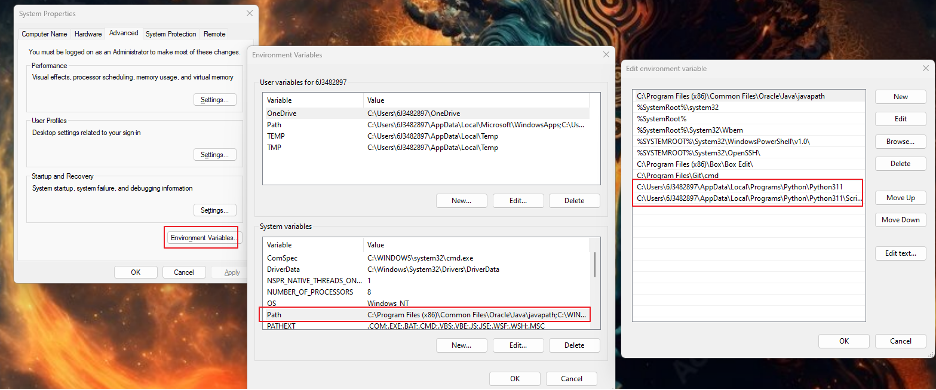 System Properties
Computer Name Hardware Advanced System Protection Remote
You must be logged on as an Administrator to make most of these changes.
Performance
Visual effects, processor scheduling, memory usage, and virtual memory
Settings...
User Profiles
Desktop settings related to your sign-in
Settings...
Startup and Recovery
System startup, system failure, and debugging information
Settings...
Environment Variables...
OK Cancel Apply
Environment Variables
User variables for 6J3482897
Variable Value
OneDrive C:\Users\6J3482897\OneDrive
Path C:\Users\6J3482897\AppData\Local\Microsoft\WindowsApps;C:\Us...
TEMP C:\Users\6J3482897\AppData\Local\Temp
TMP C:\Users\6J3482897\AppData\Local\Temp
New... Edit... Delete
System variables
Variable Value
ComSpec C:\WINDOWS\system32\cmd.exe
DriverData C:\Windows\System32\Drivers\DriverData
NSPR_NATIVE_THREADS_ON... 1
NUMBER_OF_PROCESSORS 8
OS Windows_NT
Path C:\Program Files (x86)\Common Files\Oracle\Java\javapath;C:\WIN...
PATHEXT .COM;.EXE;.BAT;.CMD;.VBS;.VBE;.JS;.JSE;.WSF;.WSH;.MSC
New... Edit... Delete
OK Cancel
Edit environment variable
C:\Program Files (x86)\Common Files\Oracle\Java\javapath
%SystemRoot%\system32
%SystemRoot%
%SystemRoot%\System32\Wbem
%SYSTEMROOT%\System32\WindowsPowerShell\v1.0\
%SYSTEMROOT%\System32\OpenSSH\
C:\Program Files (x86)\Box\Box Edit\
C:\Program Files\Git\cmd
C:\Users\6J3482897\AppData\Local\Programs\Python\Python311
C:\Users\6J3482897\AppData\Local\Programs\Python\Python311\Scri...
New
Edit
Browse...
Delete
Move Up
Move Down
Edit text...
OK Cancel